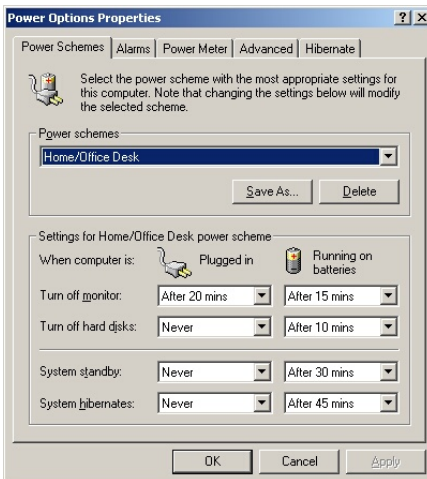 Power Options Properties
Power Schemes Alarms Power Meter Advanced Hibernate
Select the power scheme with the most appropriate settings for
this computer. Note that changing the settings below will modify
the selected scheme.
Power schemes
Home/Office Desk
Save As... Delete
Settings for Home/Office Desk power scheme
When computer is: Plugged in Running on
batteries
Turn off monitor: After 20 mins After 15 mins
Turn off hard disks: Never After 10 mins
System standby: Never After 30 mins
System hibernates: Never After 45 mins
OK Cancel Apply